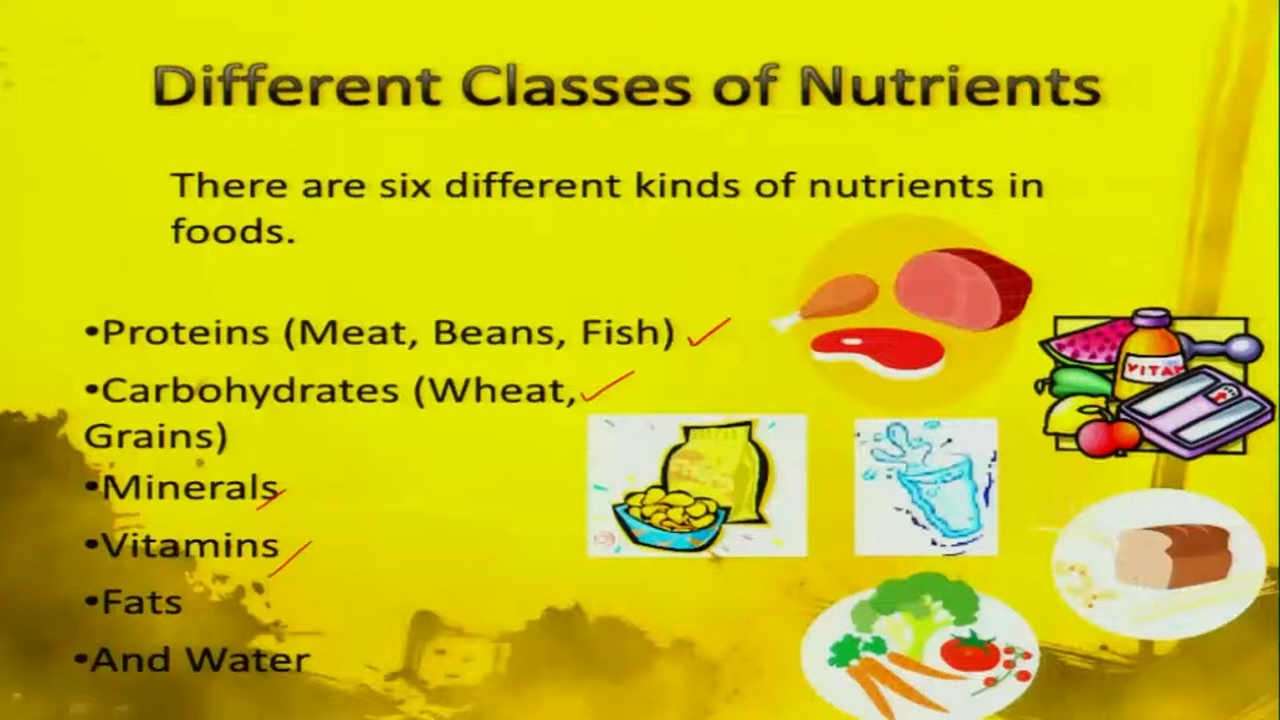 Different Classes of Nutrients
There are six different kinds of nutrients in
foods.
•Proteins (Meat, Beans, Fish)
•Carbohydrates (Wheat,
Grains)
•Minerals
•Vitamins
•Fats
•And Water
VITA